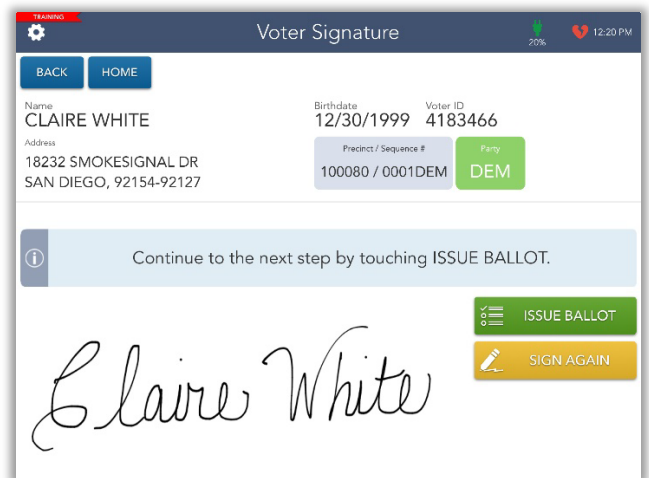 TRAINING
Voter Signature
20%
12:20 PM
BACK
HOME
Name
CLAIRE WHITE
Birthdate
12/30/1999
Voter ID
4183466
Address
18232 SMOKESIGNAL DR
SAN DIEGO, 92154-92127
Precinct / Sequence #
100080 / 0001DEM
Party
DEM
Continue to the next step by touching ISSUE BALLOT.
ISSUE BALLOT
SIGN AGAIN
Claire White